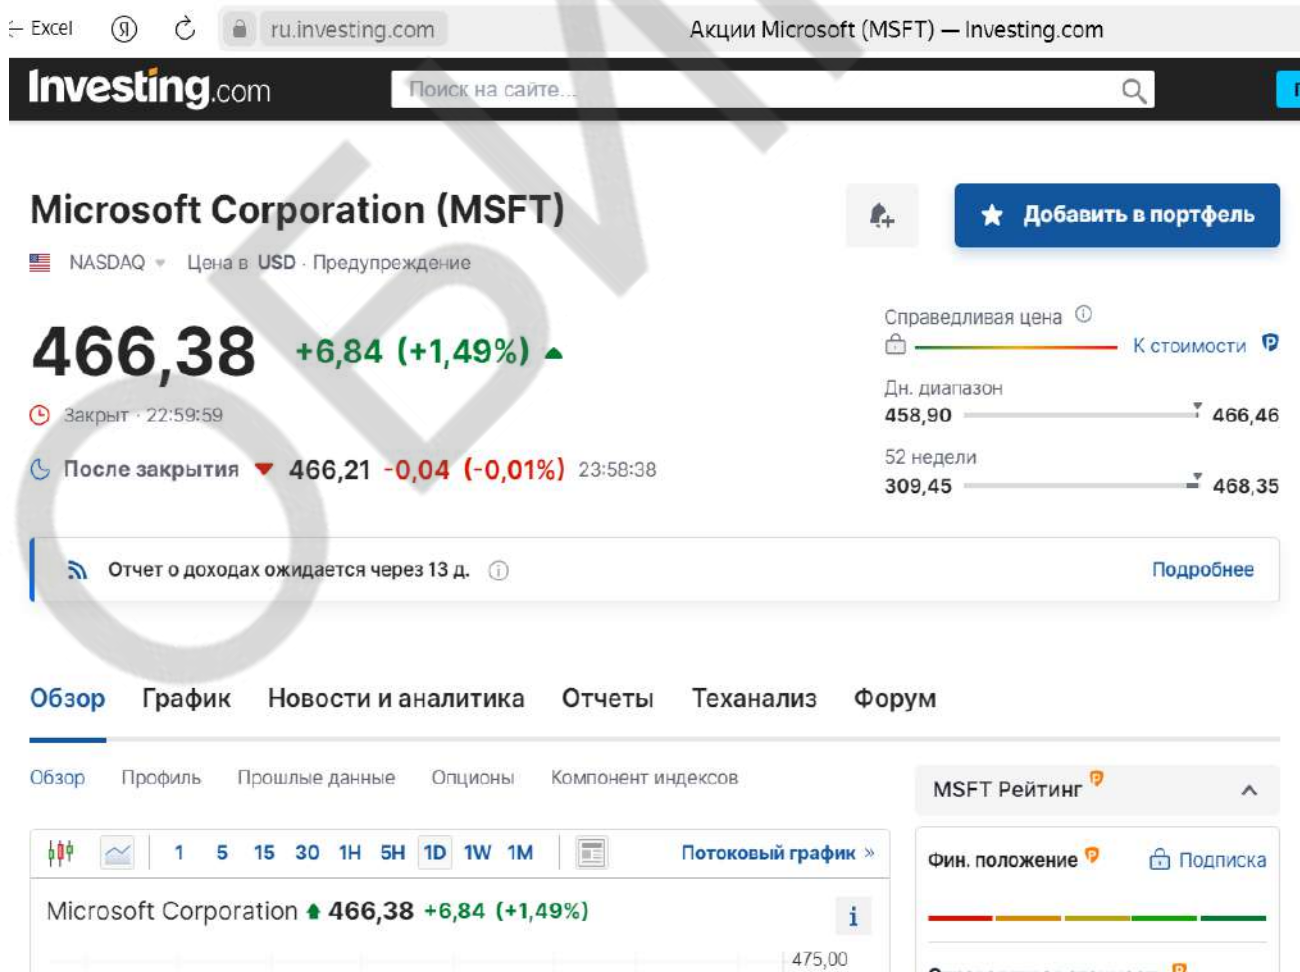 ← Excel
Я
ru.investing.com
Акции Microsoft (MSFT) — Investing.com
Investing.com
Поиск на сайте...
Microsoft Corporation (MSFT)
Добавить в портфель
NASDAQ
Цена в USD · Предупреждение
466,38 +6,84 (+1,49%)
Закрыт · 22:59:59
После закрытия 466,21 -0,04 (-0,01%) 23:58:38
Справедливая цена
К стоимости
Дн. диапазон
458,90 466,46
52 недели
309,45 468,35
Отчет о доходах ожидается через 13 д.
Подробнее
Обзор График Новости и аналитика Отчеты Теханализ Форум
Обзор Профиль Прошлые данные Опционы Компонент индексов
1 5 15 30 1H 5H 1D 1W 1M
Потоковый график »
Microsoft Corporation 466,38 +6,84 (+1,49%)
475,00
MSFT Рейтинг
Фин. положение
Подписка